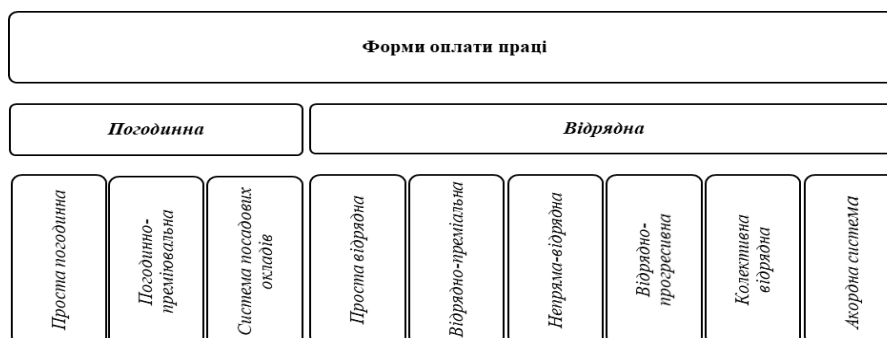 Форми оплати праці
Погодинна
Відрядна
Проста погодинна
Погодинно-
преміювальна
Система посадових
окладів
Проста відрядна
Відрядно-преміальна
Непряма-відрядна
Відрядно-
прогресивна
Колективна
відрядна
Акордна система